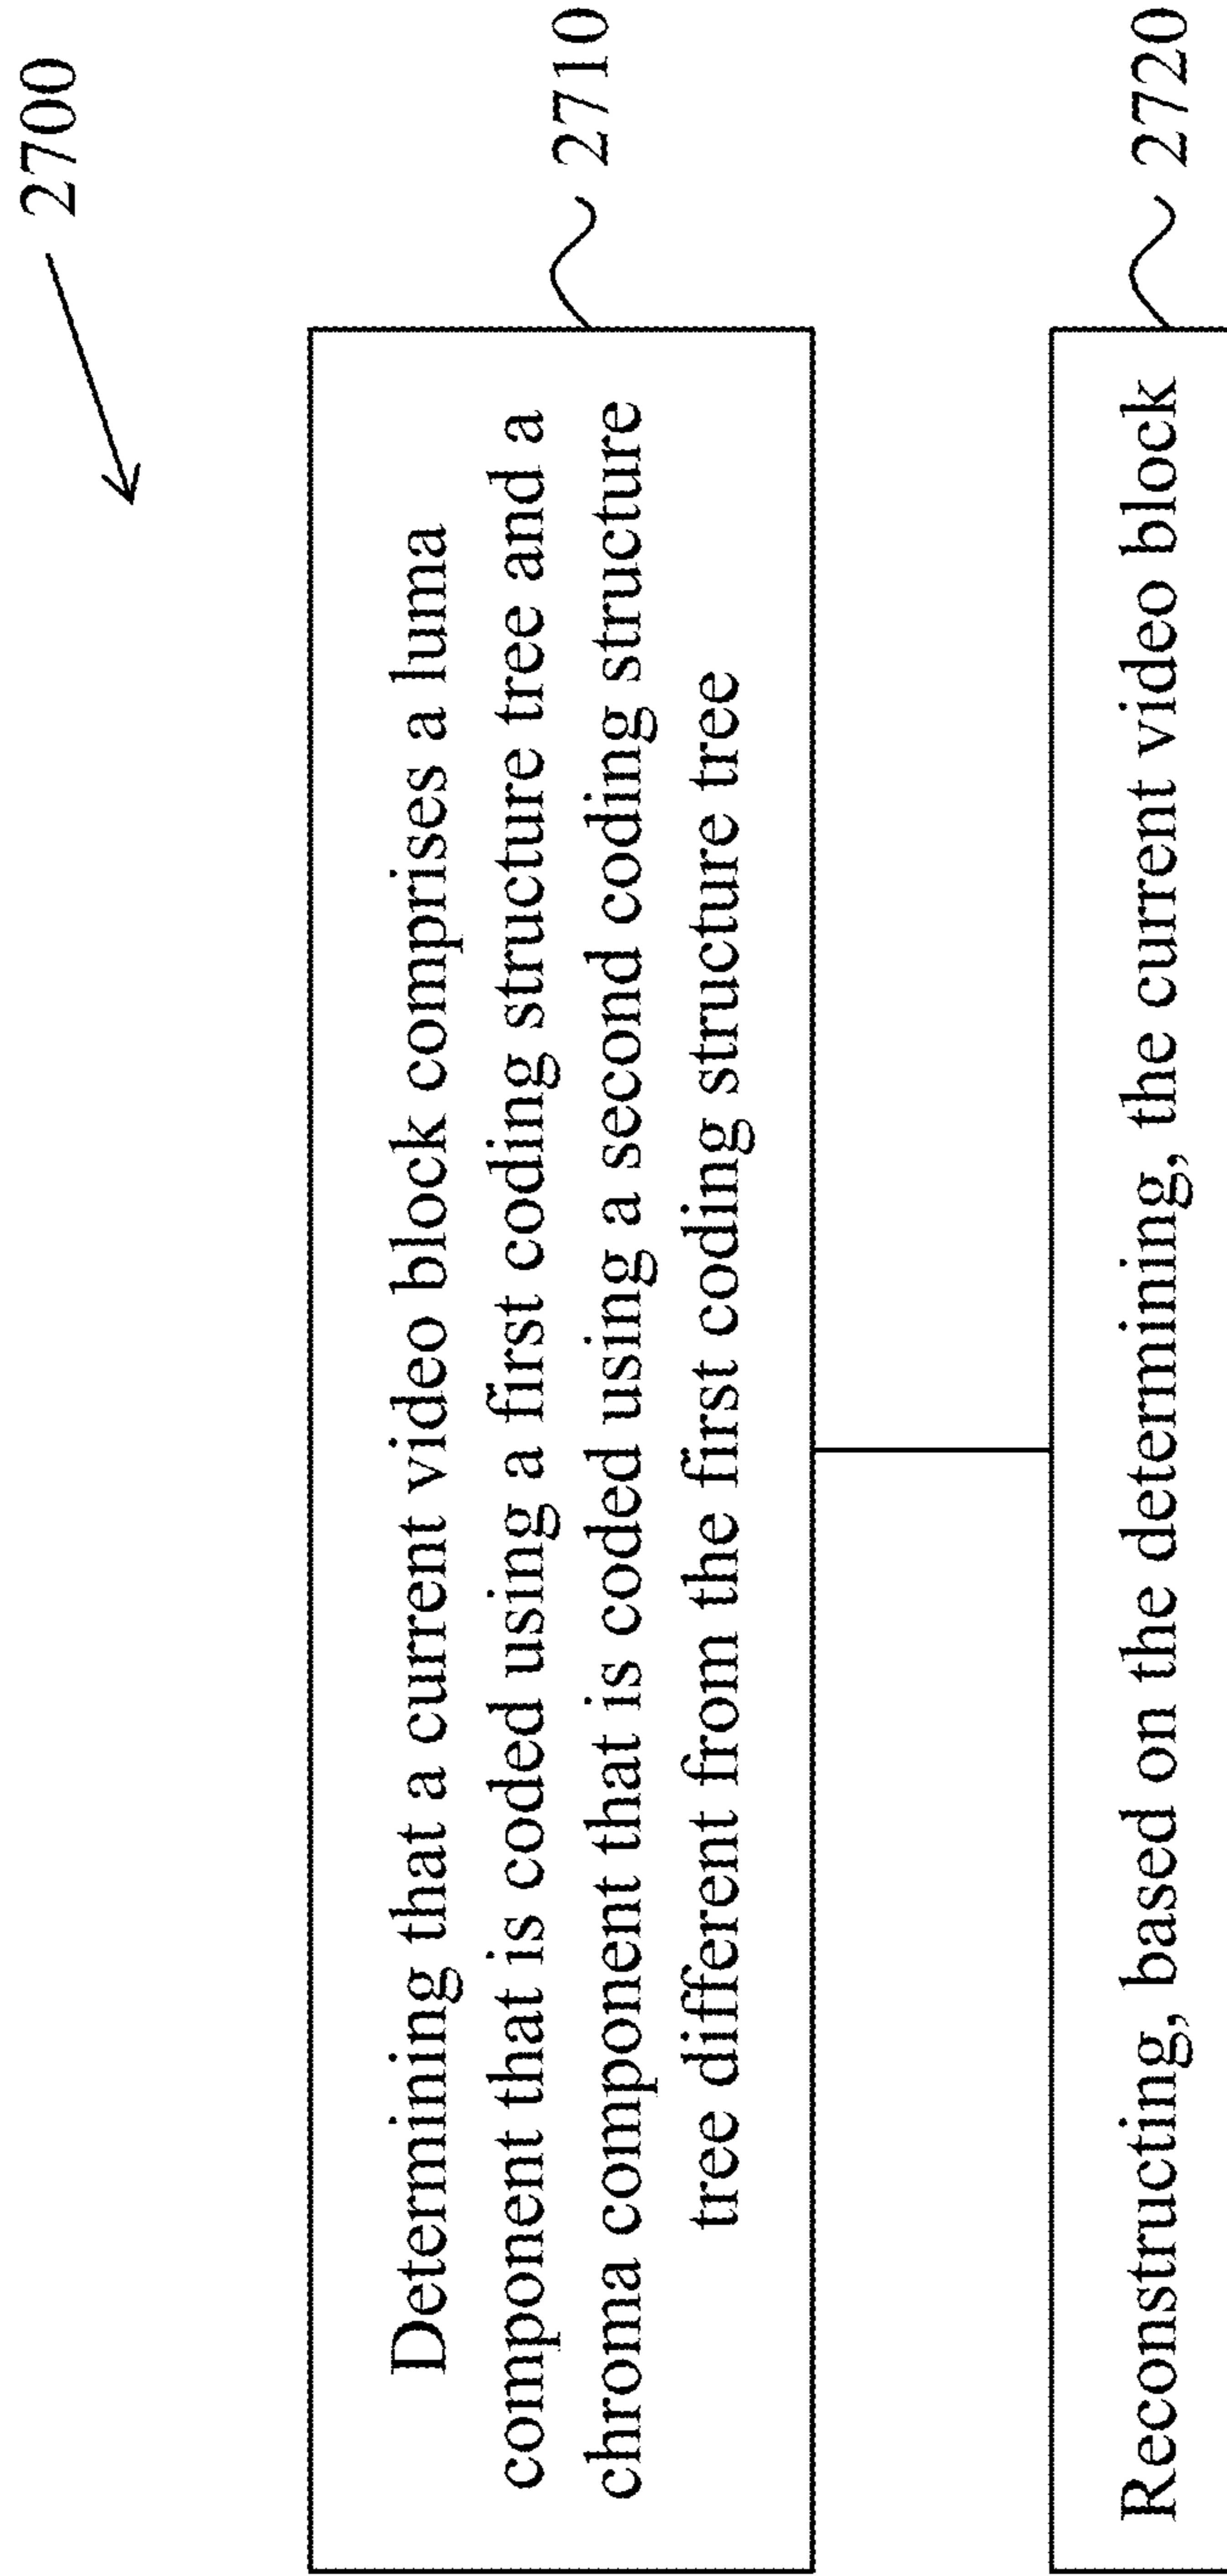 2700
Determining that a current video block comprises a luma
component that is coded using a first coding structure tree and a
chroma component that is coded using a second coding structure
tree different from the first coding structure tree
2710
Reconstructing, based on the determining, the current video block
2720